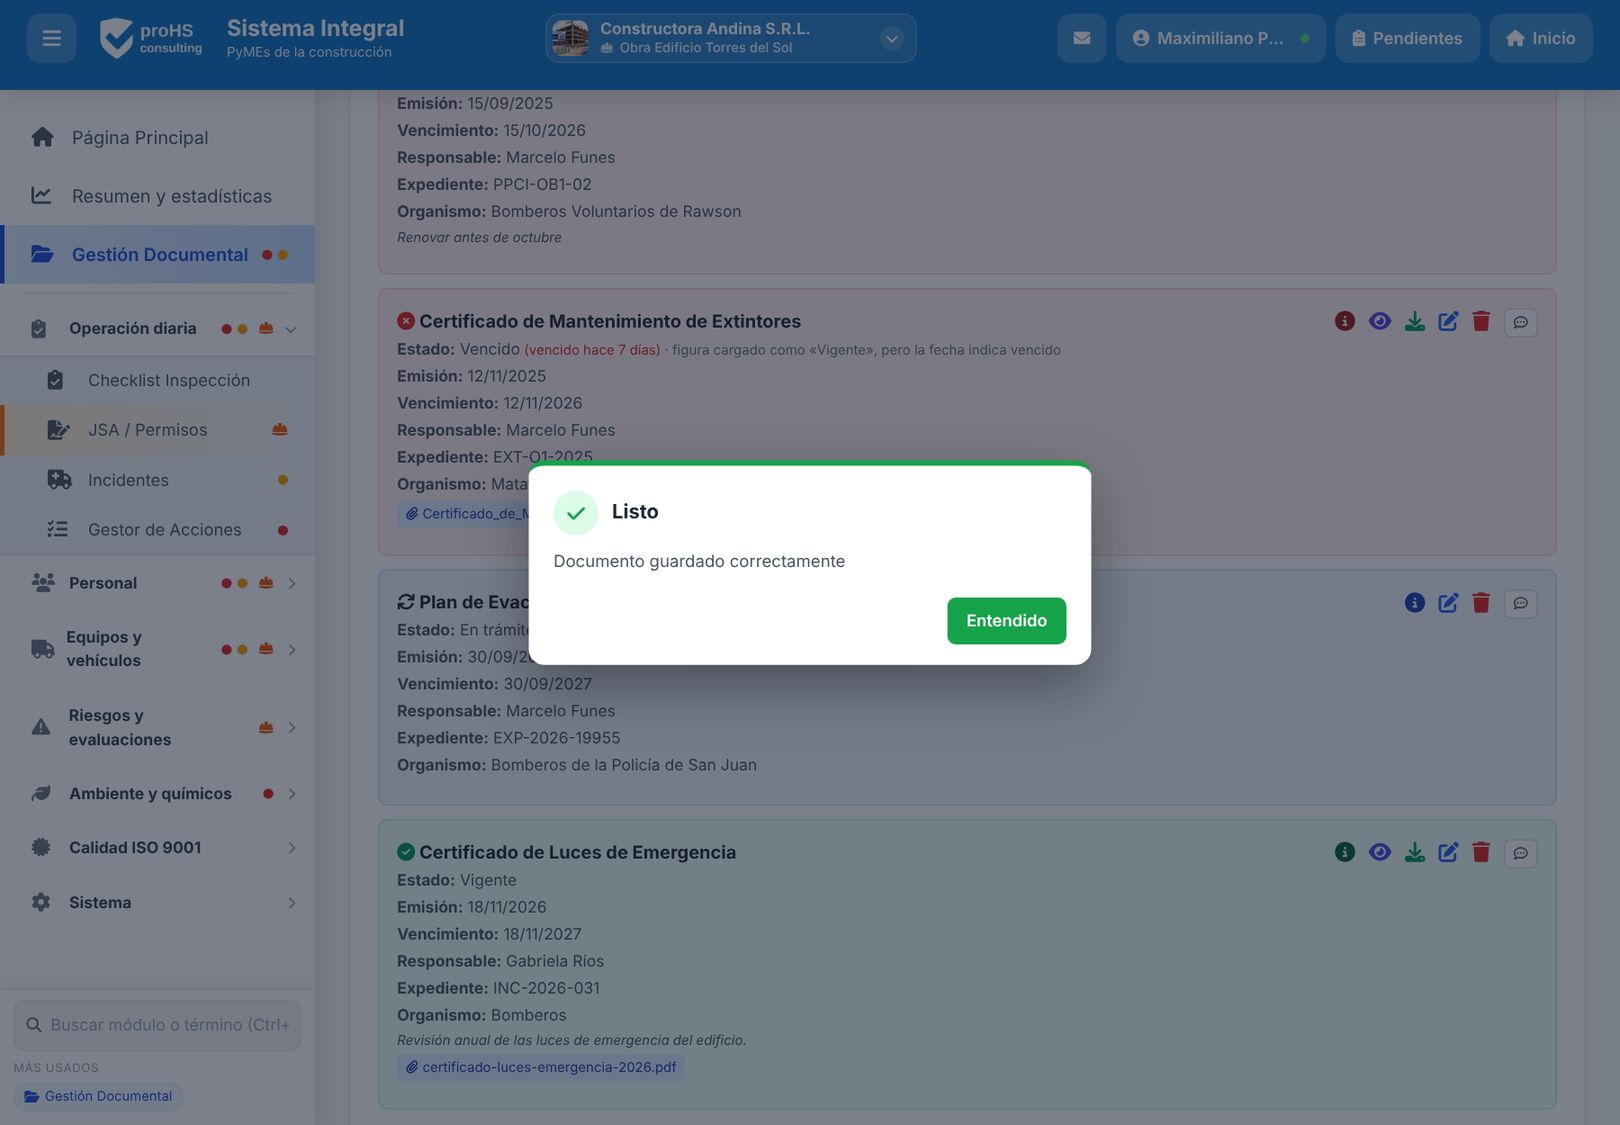 proHS
consulting
Sistema Integral
PyMEs de la construcción
Constructora Andina S.R.L.
Obra Edificio Torres del Sol
Maximiliano P...
Pendientes
Inicio
Página Principal
Resumen y estadísticas
Gestión Documental
Operación diaria
Checklist Inspección
JSA / Permisos
Incidentes
Gestor de Acciones
Personal
Equipos y
vehículos
Riesgos y
evaluaciones
Ambiente y químicos
Calidad ISO 9001
Sistema
Buscar módulo o término (Ctrl+
MÁS USADOS
Gestión Documental
Emisión: 15/09/2025
Vencimiento: 15/10/2026
Responsable: Marcelo Funes
Expediente: PPCI-OB1-02
Organismo: Bomberos Voluntarios de Rawson
Renovar antes de octubre
Certificado de Mantenimiento de Extintores
Estado: Vencido (vencido hace 7 días) · figura cargado como «Vigente», pero la fecha indica vencido
Emisión: 12/11/2025
Vencimiento: 12/11/2026
Responsable: Marcelo Funes
Expediente: EXT-O1-2025
Organismo: Mata
Certificado_de_M
Listo
Documento guardado correctamente
Entendido
Plan de Evac
Estado: En trámite
Emisión: 30/09/20
Vencimiento: 30/09/2027
Responsable: Marcelo Funes
Expediente: EXP-2026-19955
Organismo: Bomberos de la Policía de San Juan
Certificado de Luces de Emergencia
Estado: Vigente
Emisión: 18/11/2026
Vencimiento: 18/11/2027
Responsable: Gabriela Ríos
Expediente: INC-2026-031
Organismo: Bomberos
Revisión anual de las luces de emergencia del edificio.
certificado-luces-emergencia-2026.pdf